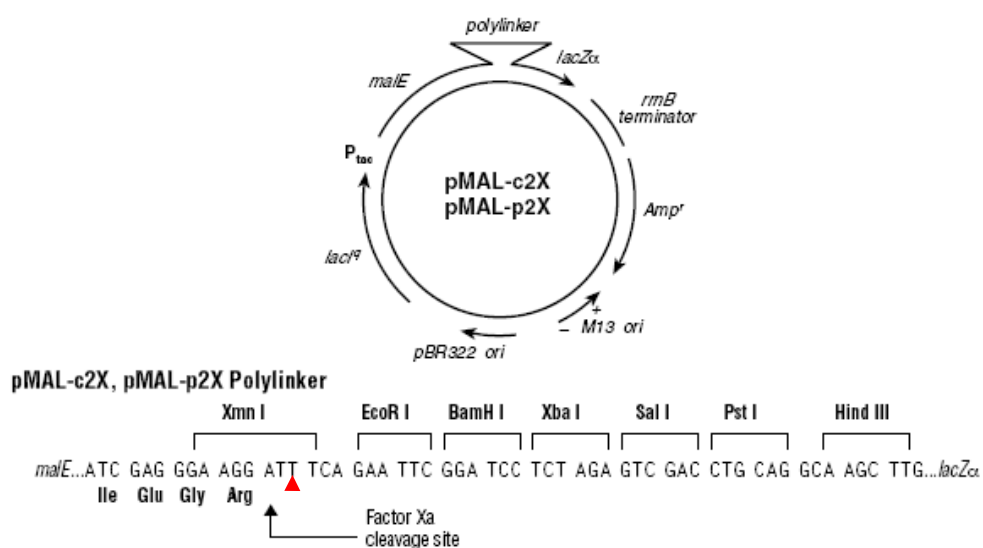 polylinker
lacZα
malE
rrnB
terminator
Ptac
pMAL-c2X
pMAL-p2X
Ampr
lacIq
+
− M13 ori
pBR322 ori
pMAL-c2X, pMAL-p2X Polylinker
Xmn I EcoR I BamH I Xba I Sal I Pst I Hind III
malE...ATC GAG GGA AGG ATT TCA GAA TTC GGA TCC TCT AGA GTC GAC CTG CAG GCA AGC TTG...lacZα
Ile Glu Gly Arg
Factor Xa
cleavage site